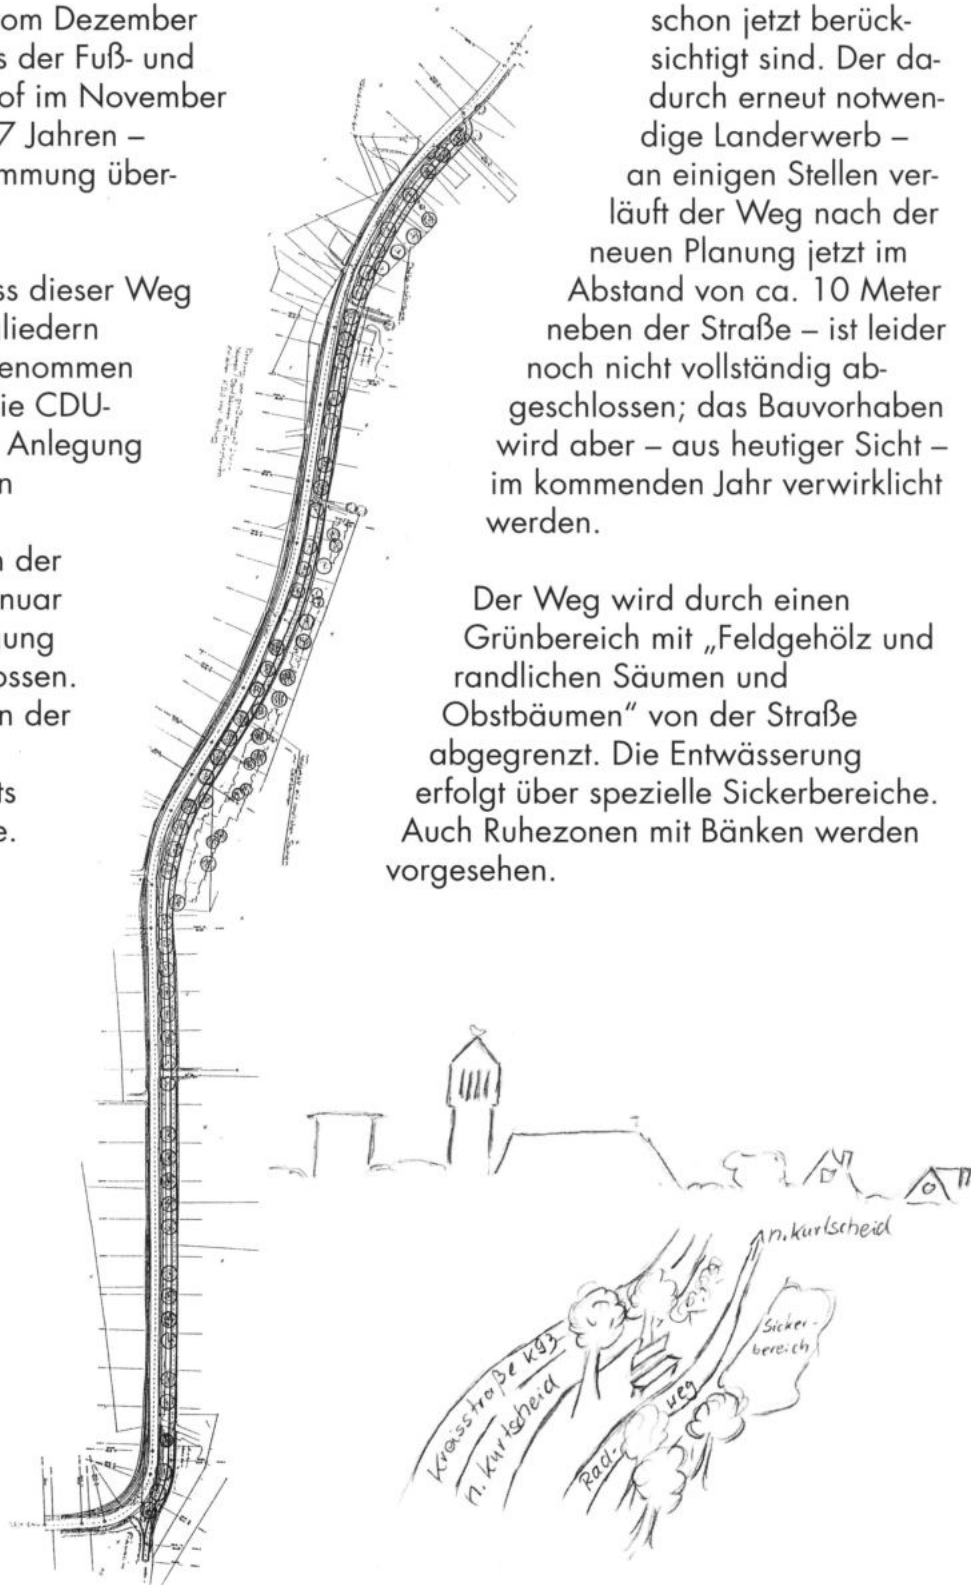 om Dezember
s der Fuß- und
of im November
7 Jahren –
mmung über-
ss dieser Weg
liedern
enommen
ie CDU-
Anlegung
n
n der
nuar
ung
ossen.
n der
ts
e.
schon jetzt berück-
sichtigt sind. Der da-
durch erneut notwen-
dige Landerwerb –
an einigen Stellen ver-
läuft der Weg nach der
neuen Planung jetzt im
Abstand von ca. 10 Meter
neben der Straße – ist leider
noch nicht vollständig ab-
geschlossen; das Bauvorhaben
wird aber – aus heutiger Sicht –
im kommenden Jahr verwirklicht
werden.
Der Weg wird durch einen
Grünbereich mit „Feldgehölz und
randlichen Säumen und
Obstbäumen“ von der Straße
abgegrenzt. Die Entwässerung
erfolgt über spezielle Sickerbereiche.
Auch Ruhezonen mit Bänken werden
vorgesehen.
n. Kurtscheid
Sicker-
bereich
Kreisstraße K93
n. Kurtscheid
Rad-
weg